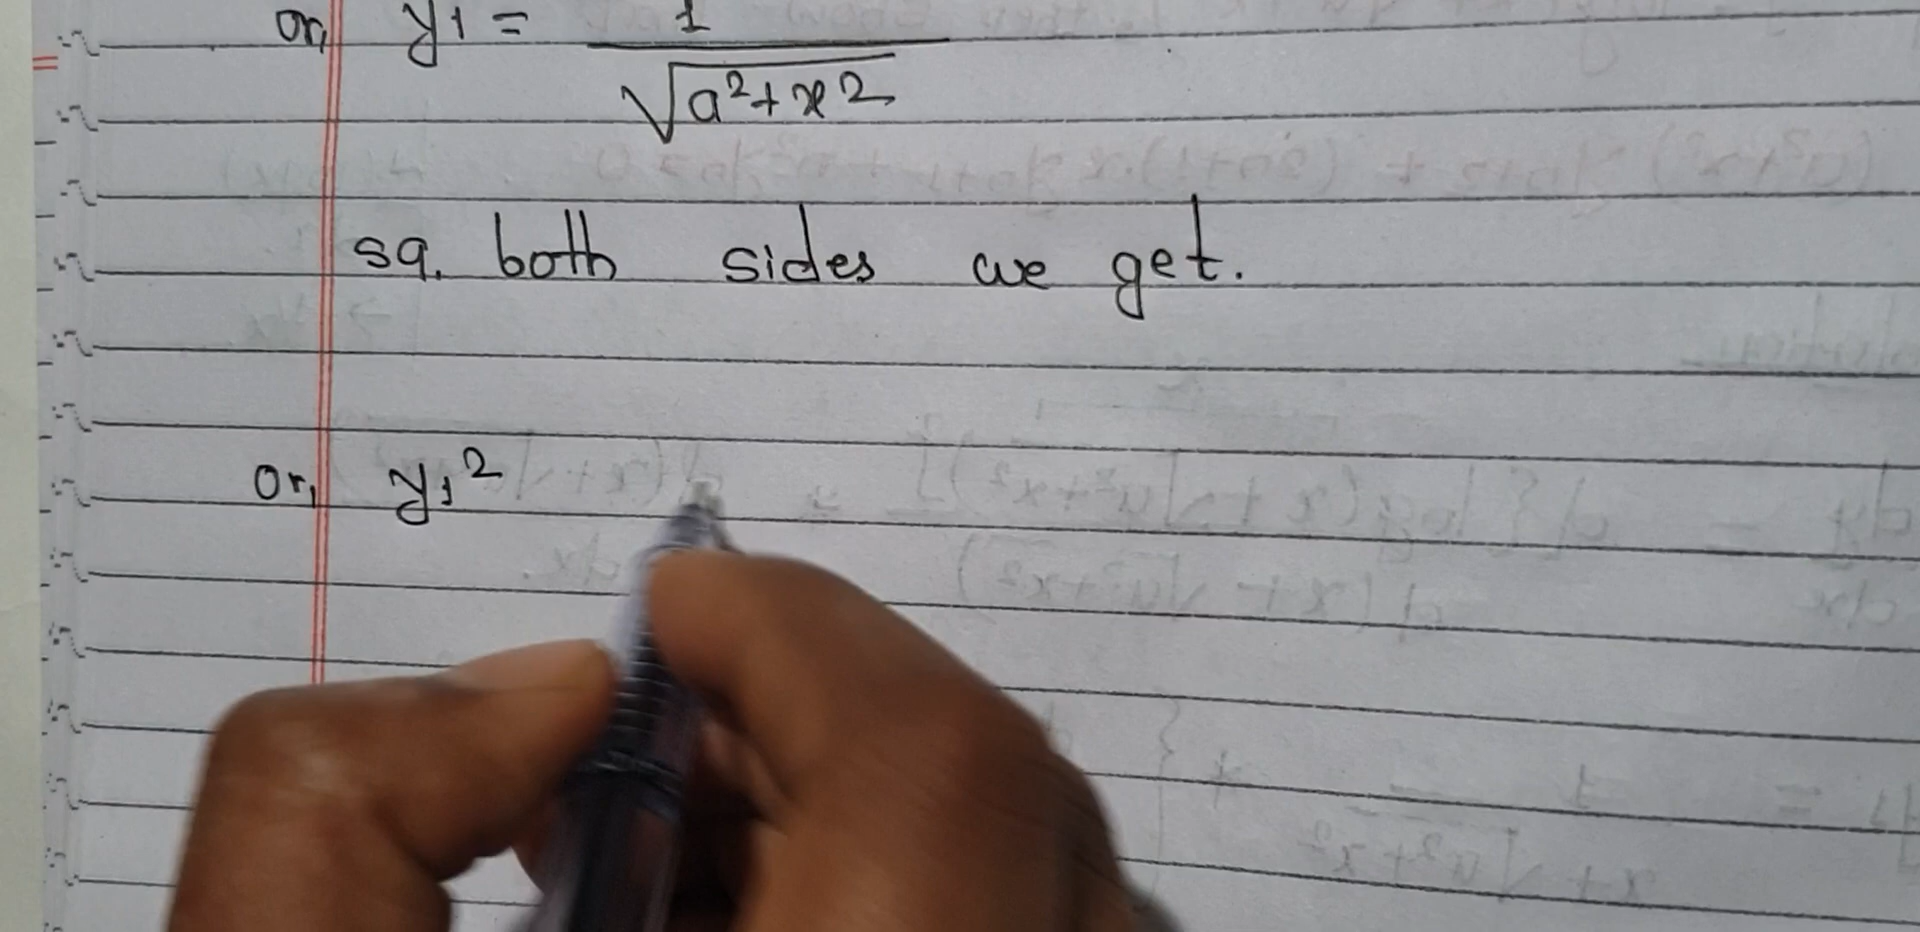 or, y₁ = 1/√(a²+x²)
sq. both sides we get.
or, y₁²